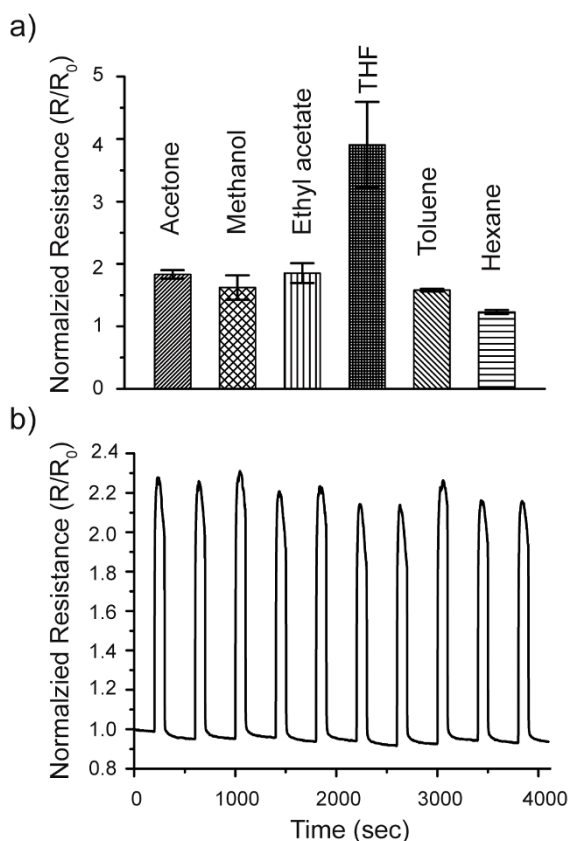 a)
Normalzied Resistance (R/R₀)
5
4
3
2
1
0
Acetone
Methanol
Ethyl acetate
THF
Toluene
Hexane
b)
Normalzied Resistance (R/R₀)
2.4
2.2
2.0
1.8
1.6
1.4
1.2
1.0
0.8
0
1000
2000
3000
4000
Time (sec)